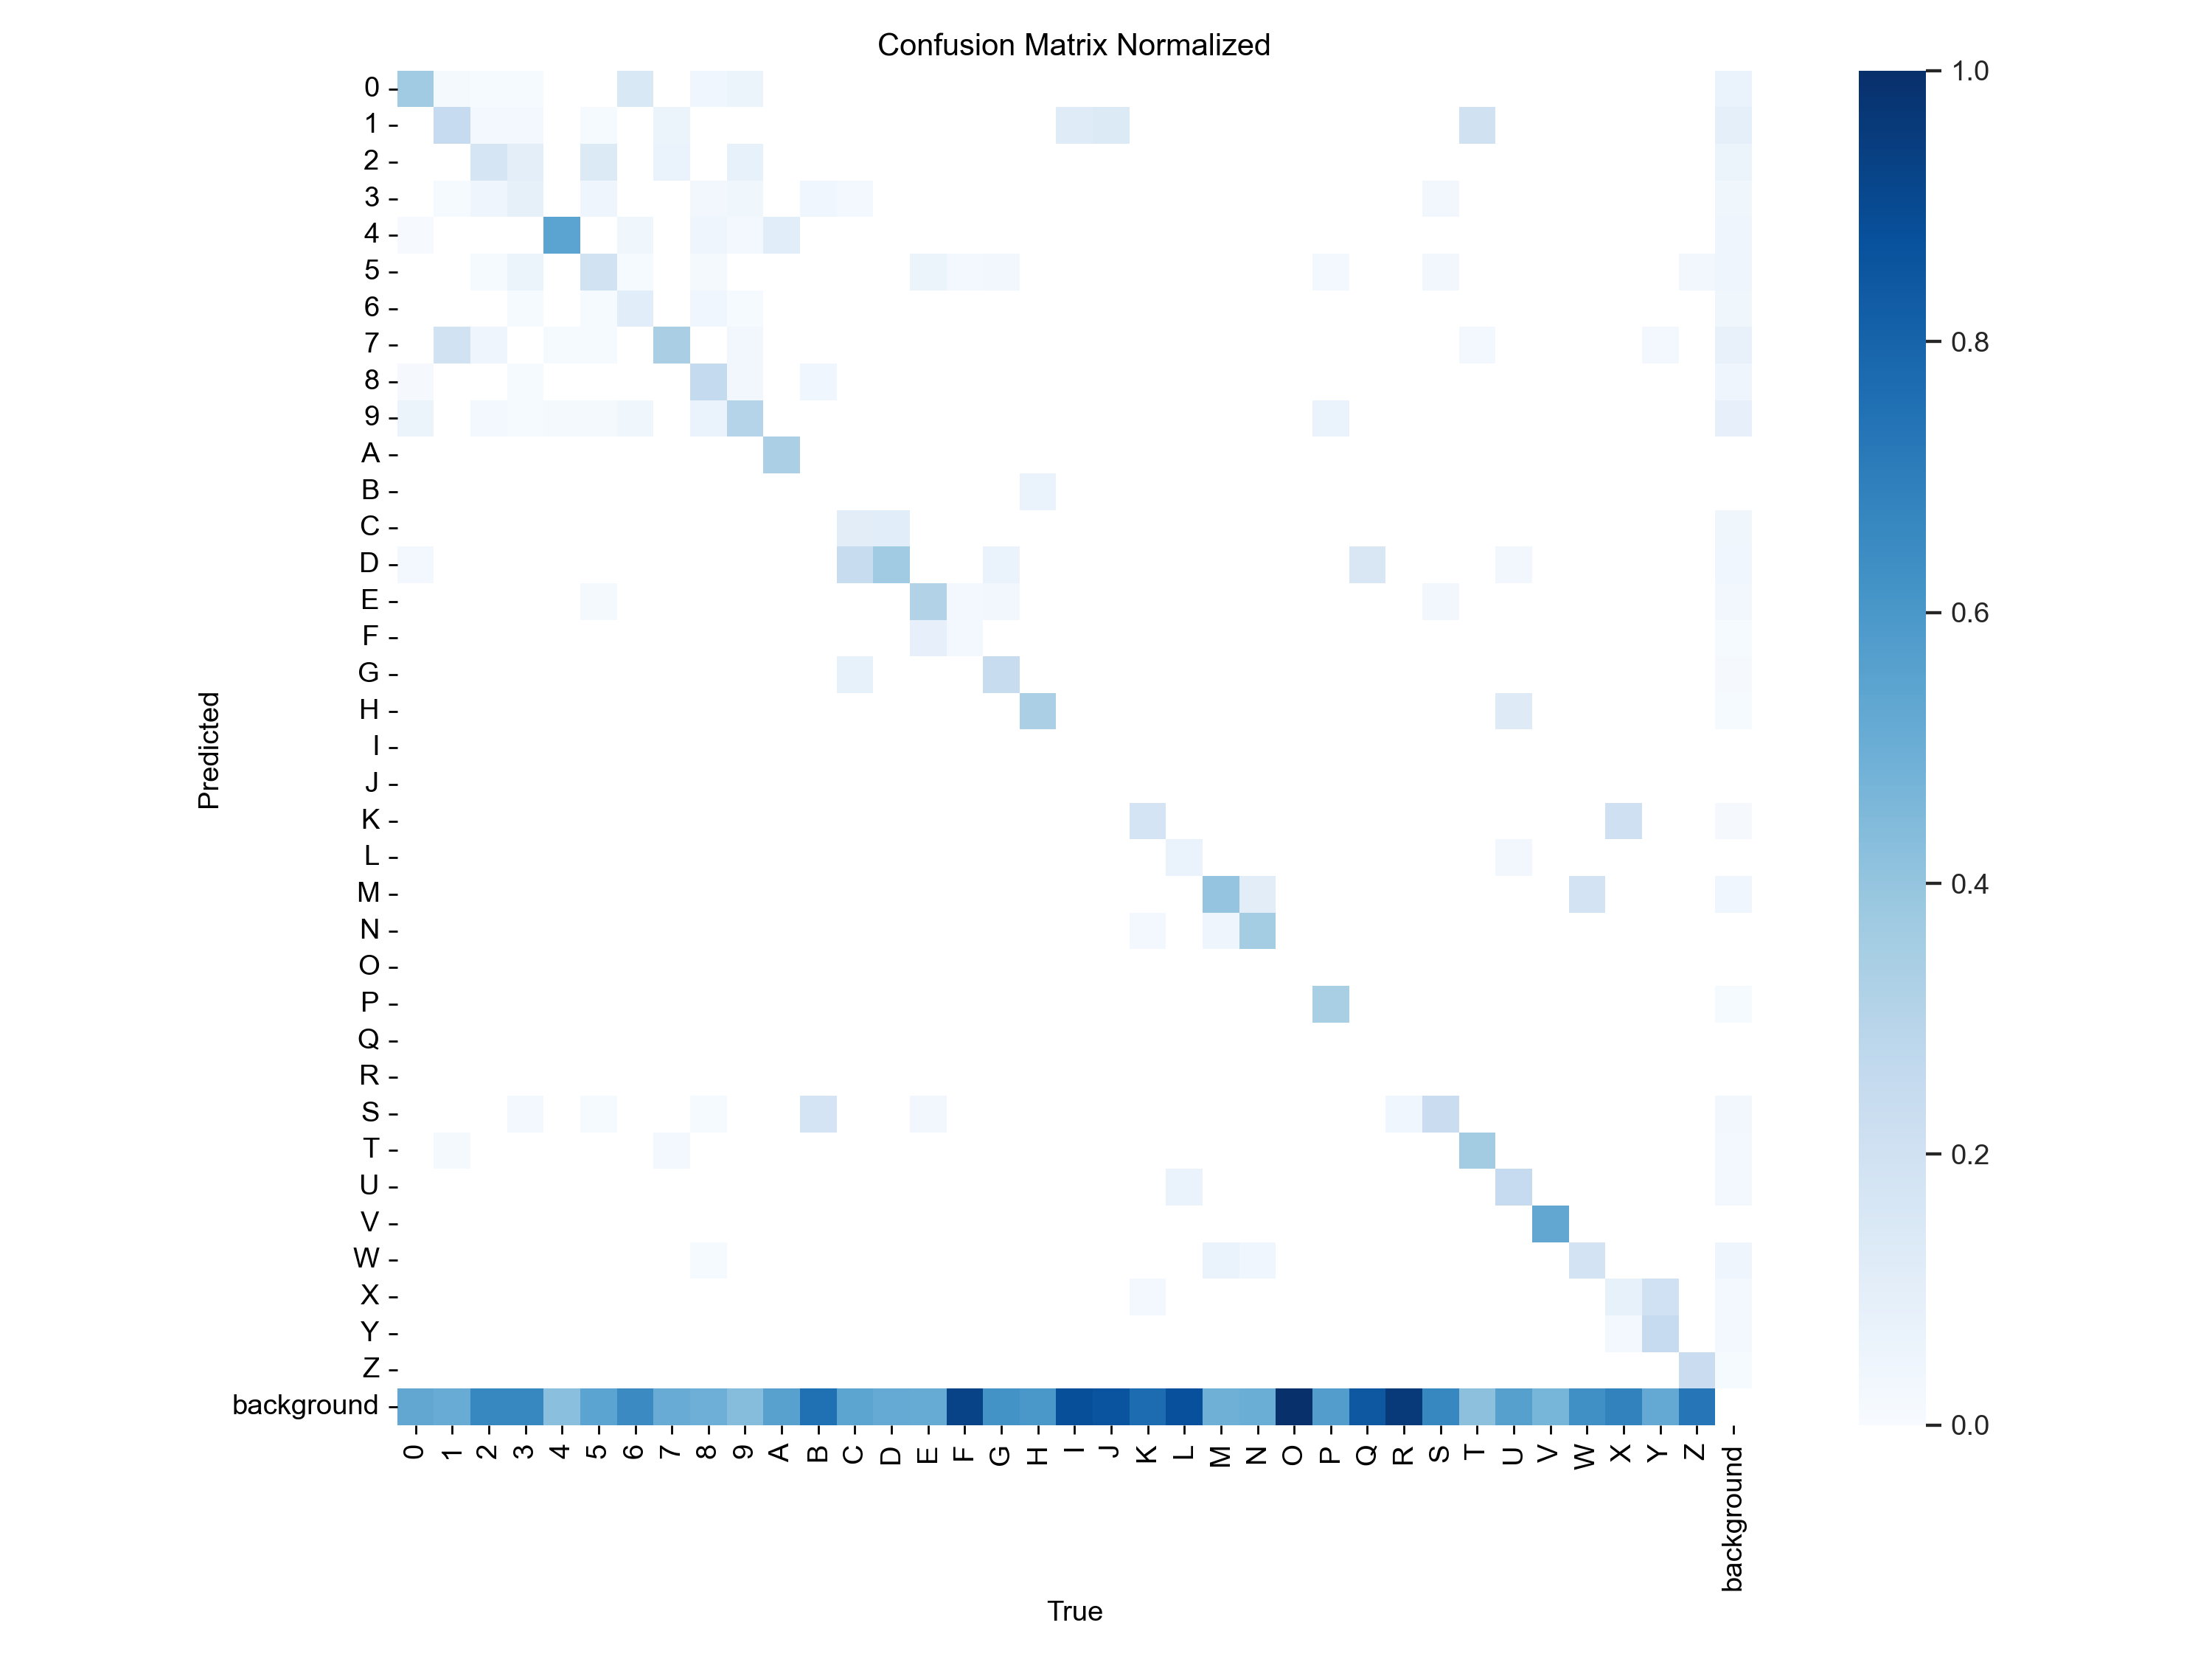 Confusion Matrix Normalized
0
1
2
3
4
5
6
7
8
9
A
B
C
D
E
F
G
H
I
J
K
L
M
N
O
P
Q
R
S
T
U
V
W
X
Y
Z
background
Predicted
0 1 2 3 4 5 6 7 8 9 A B C D E F G H I J K L M N O P Q R S T U V W X Y Z background
True
1.0
0.8
0.6
0.4
0.2
0.0